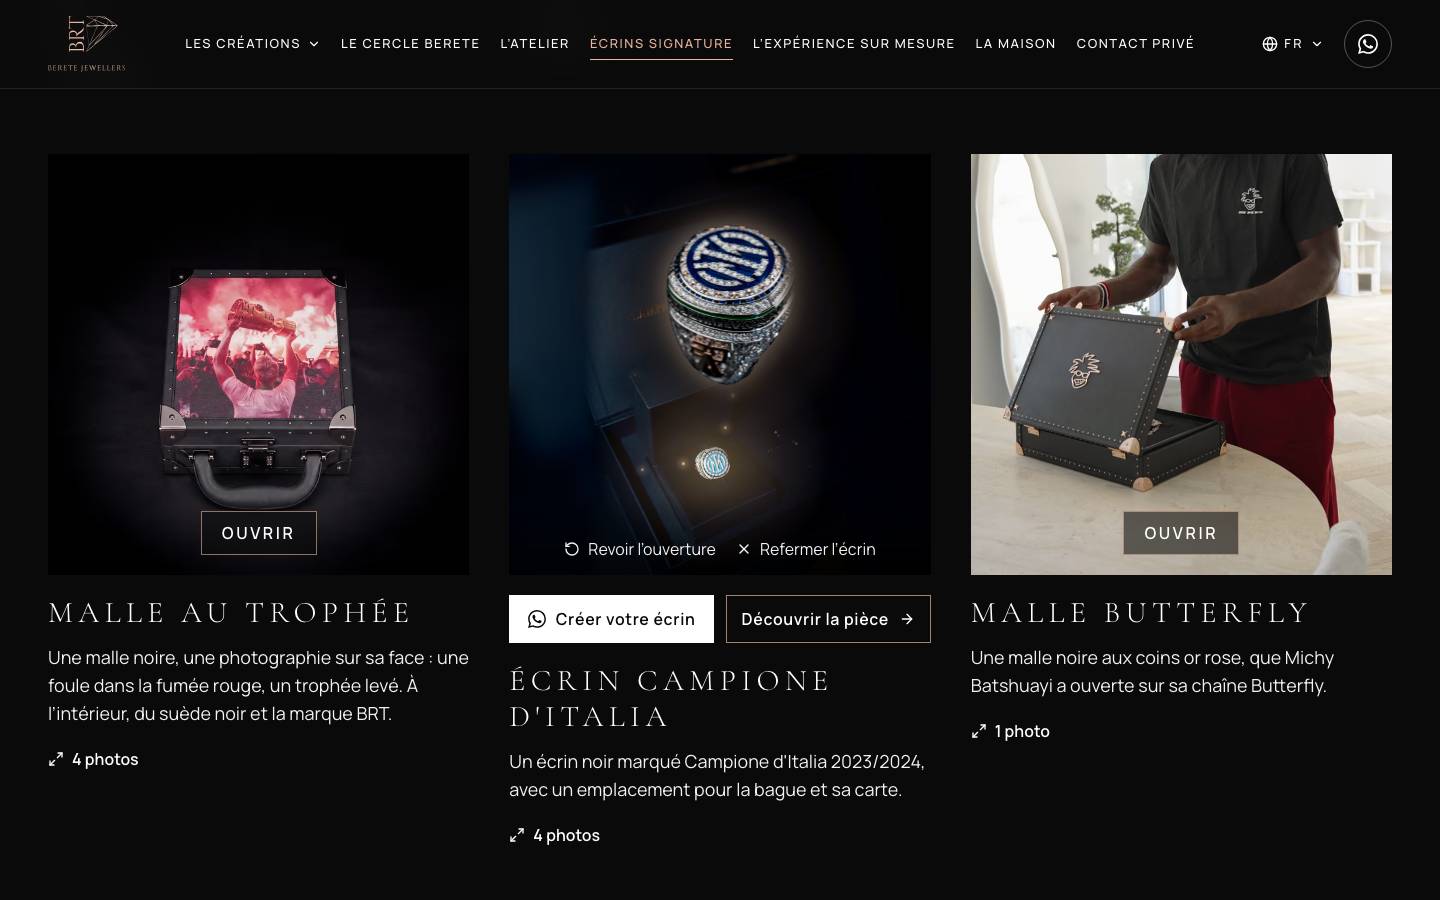 BRT
BERETE JEWELLERS
LES CRÉATIONS
LE CERCLE BERETE
L'ATELIER
ÉCRINS SIGNATURE
L'EXPÉRIENCE SUR MESURE
LA MAISON
CONTACT PRIVÉ
FR
OUVRIR
Revoir l'ouverture
Refermer l'écrin
OUVRIR
MALLE AU TROPHÉE
Une malle noire, une photographie sur sa face : une
foule dans la fumée rouge, un trophée levé. À
l'intérieur, du suède noir et la marque BRT.
4 photos
Créer votre écrin
Découvrir la pièce
ÉCRIN CAMPIONE
D'ITALIA
Un écrin noir marqué Campione d'Italia 2023/2024,
avec un emplacement pour la bague et sa carte.
4 photos
MALLE BUTTERFLY
Une malle noire aux coins or rose, que Michy
Batshuayi a ouverte sur sa chaîne Butterfly.
1 photo